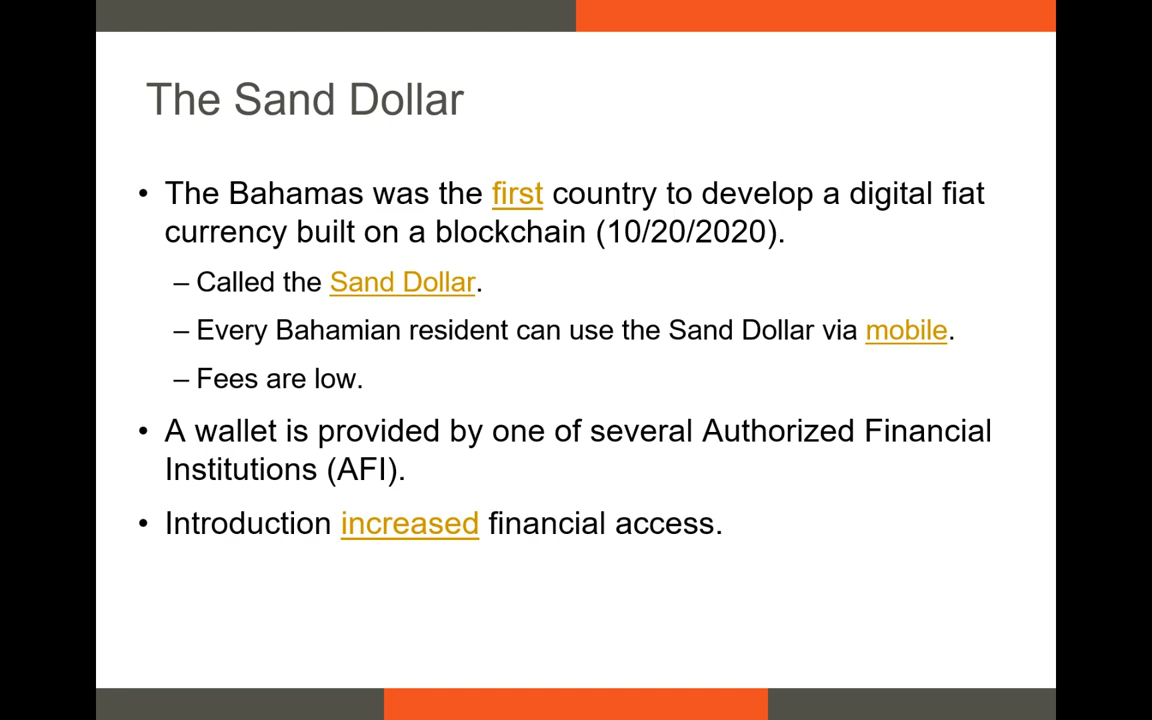 The Sand Dollar
• The Bahamas was the first country to develop a digital fiat
currency built on a blockchain (10/20/2020).
– Called the Sand Dollar.
– Every Bahamian resident can use the Sand Dollar via mobile.
– Fees are low.
• A wallet is provided by one of several Authorized Financial
Institutions (AFI).
• Introduction increased financial access.